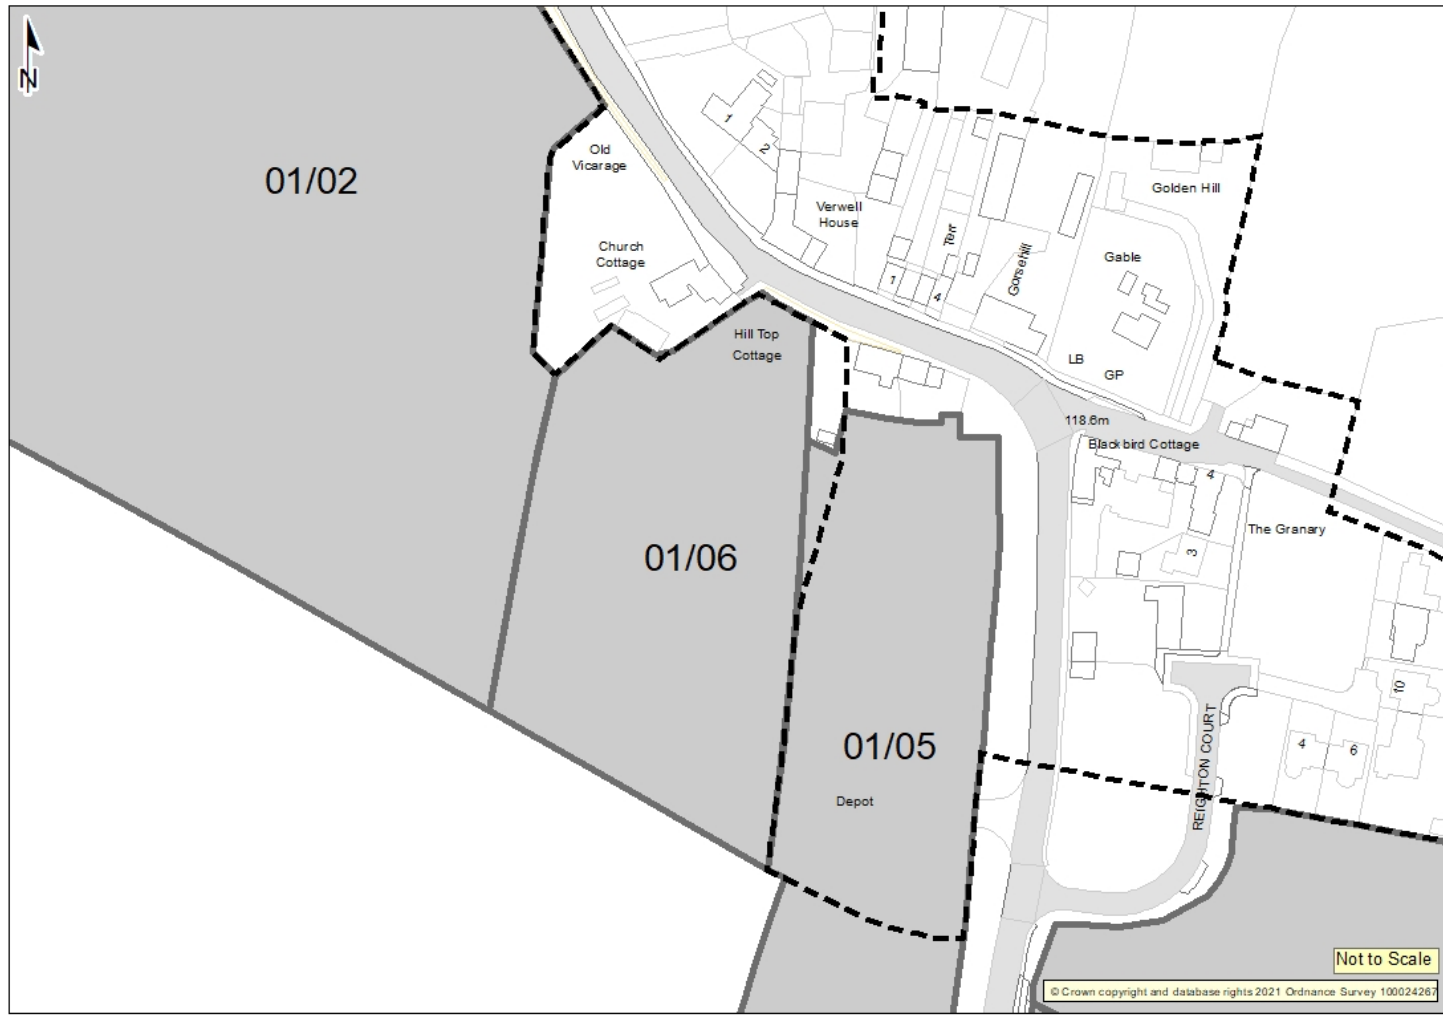 N
01/02
Old
Vicarage
Church
Cottage
1
2
Verwell
House
Terr
1
4
Gorsehill
Golden Hill
Gable
Hill Top
Cottage
LB
GP
118.6m
Blackbird Cottage
4
3
The Granary
01/06
01/05
Depot
REIGHTON COURT
4
6
10
Not to Scale
© Crown copyright and database rights 2021 Ordnance Survey 100024267